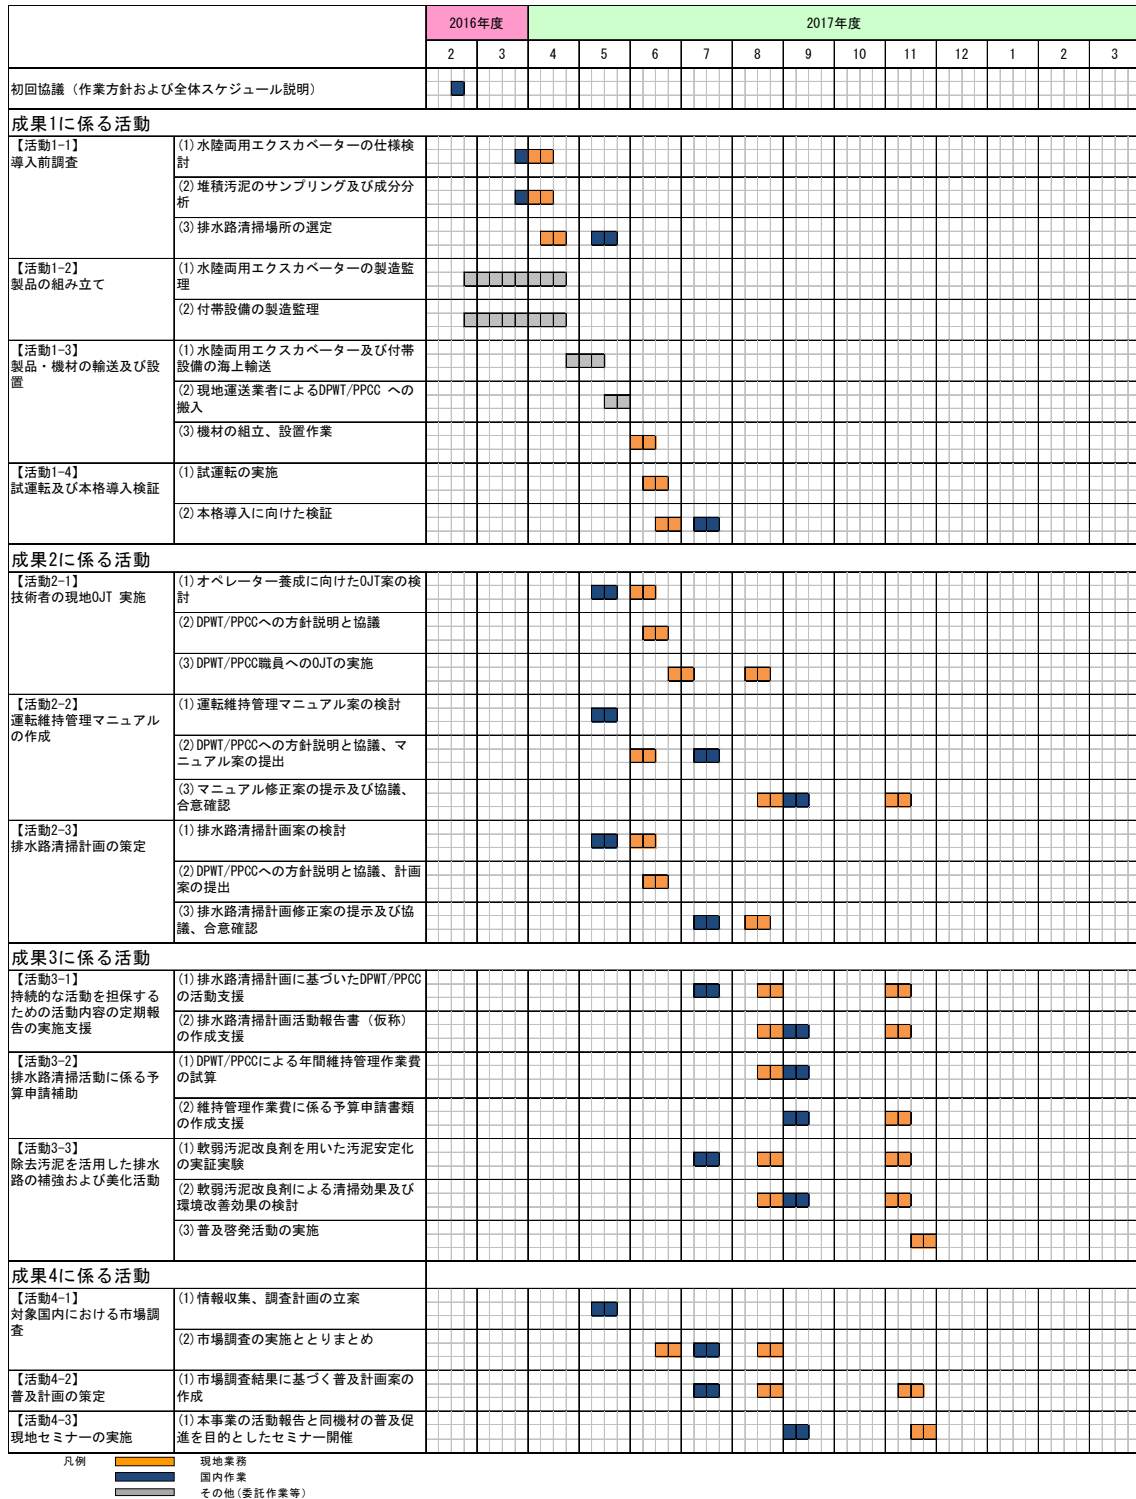 2016年度 2017年度
2 3 4 5 6 7 8 9 10 11 12 1 2 3
初回協議（作業方針および全体スケジュール説明）
成果1に係る活動
【活動1-1】
導入前調査
(1)水陸両用エクスカベーターの仕様検
討
(2)堆積汚泥のサンプリング及び成分分
析
(3)排水路清掃場所の選定
【活動1-2】
製品の組み立て
(1)水陸両用エクスカベーターの製造監
理
(2)付帯設備の製造監理
【活動1-3】
製品・機材の輸送及び設
置
(1)水陸両用エクスカベーター及び付帯
設備の海上輸送
(2)現地運送業者によるDPWT/PPCC への
搬入
(3)機材の組立、設置作業
【活動1-4】
試運転及び本格導入検証
(1)試運転の実施
(2)本格導入に向けた検証
成果2に係る活動
【活動2-1】
技術者の現地OJT 実施
(1)オペレーター養成に向けたOJT案の検
討
(2)DPWT/PPCCへの方針説明と協議
(3)DPWT/PPCC職員へのOJTの実施
【活動2-2】
運転維持管理マニュアル
の作成
(1)運転維持管理マニュアル案の検討
(2)DPWT/PPCCへの方針説明と協議、マ
ニュアル案の提出
(3)マニュアル修正案の提示及び協議、
合意確認
【活動2-3】
排水路清掃計画の策定
(1)排水路清掃計画案の検討
(2)DPWT/PPCCへの方針説明と協議、計画
案の提出
(3)排水路清掃計画修正案の提示及び協
議、合意確認
成果3に係る活動
【活動3-1】
持続的な活動を担保する
ための活動内容の定期報
告の実施支援
(1)排水路清掃計画に基づいたDPWT/PPCC
の活動支援
(2)排水路清掃計画活動報告書（仮称）
の作成支援
【活動3-2】
排水路清掃活動に係る予
算申請補助
(1)DPWT/PPCCによる年間維持管理作業費
の試算
(2)維持管理作業費に係る予算申請書類
の作成支援
【活動3-3】
除去汚泥を活用した排水
路の補強および美化活動
(1)軟弱汚泥改良剤を用いた汚泥安定化
の実証実験
(2)軟弱汚泥改良剤による清掃効果及び
環境改善効果の検討
(3)普及啓発活動の実施
成果4に係る活動
【活動4-1】
対象国内における市場調
査
(1)情報収集、調査計画の立案
(2)市場調査の実施ととりまとめ
【活動4-2】
普及計画の策定
(1)市場調査結果に基づく普及計画案の
作成
【活動4-3】
現地セミナーの実施
(1)本事業の活動報告と同機材の普及促
進を目的としたセミナー開催
凡例 現地業務
国内作業
その他(委託作業等)